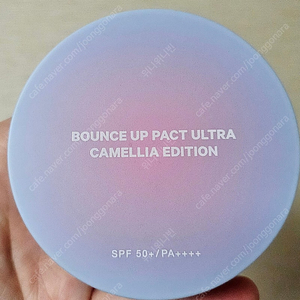 BOUNCE UP PACT ULTRA
CAMELLIA EDITION
SPF 50+/PA++++